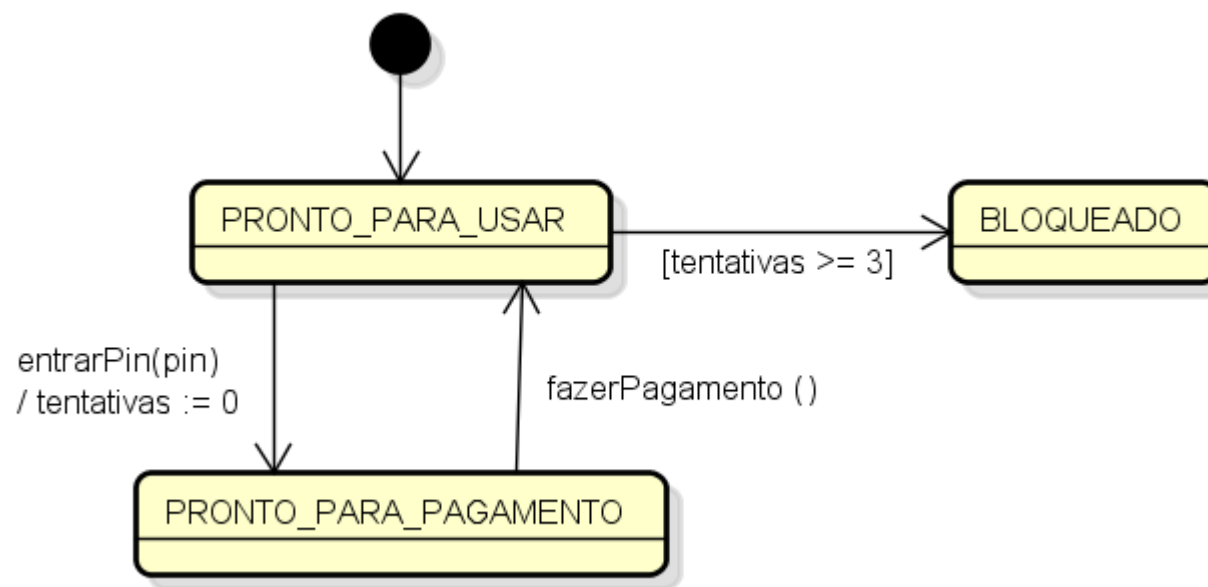 PRONTO_PARA_USAR
BLOQUEADO
[tentativas >= 3]
entrarPin(pin)
/ tentativas := 0
fazerPagamento ()
PRONTO_PARA_PAGAMENTO